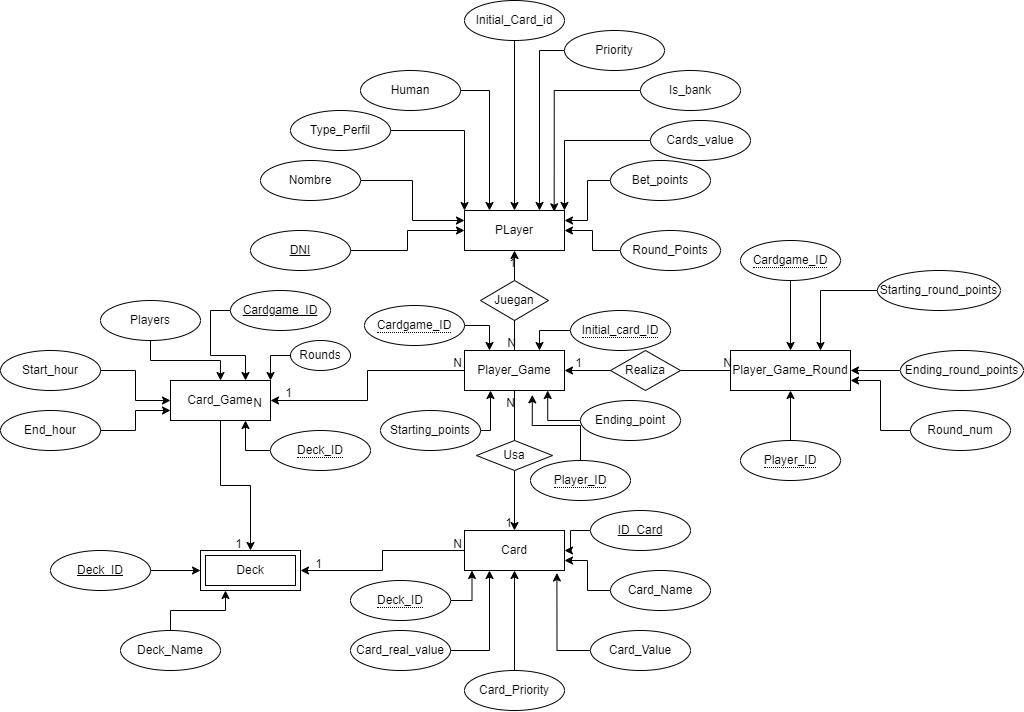 Initial_Card_id
Priority
Human
Is_bank
Type_Perfil
Cards_value
Nombre
Bet_points
PLayer
DNI
Round_Points
1
Cardgame_ID
Starting_round_points
Juegan
Players
Cardgame_ID
Cardgame_ID
Initial_card_ID
N
Rounds
Start_hour
N
Player_Game
1
Realiza
N
Player_Game_Round
Ending_round_points
Card_Game
N
1
N
Starting_points
Ending_point
End_hour
Round_num
Deck_ID
Usa
Player_ID
Player_ID
1
ID_Card
1
N
Card
Deck_ID
Deck
1
Card_Name
Deck_ID
Deck_Name
Card_real_value
Card_Value
Card_Priority